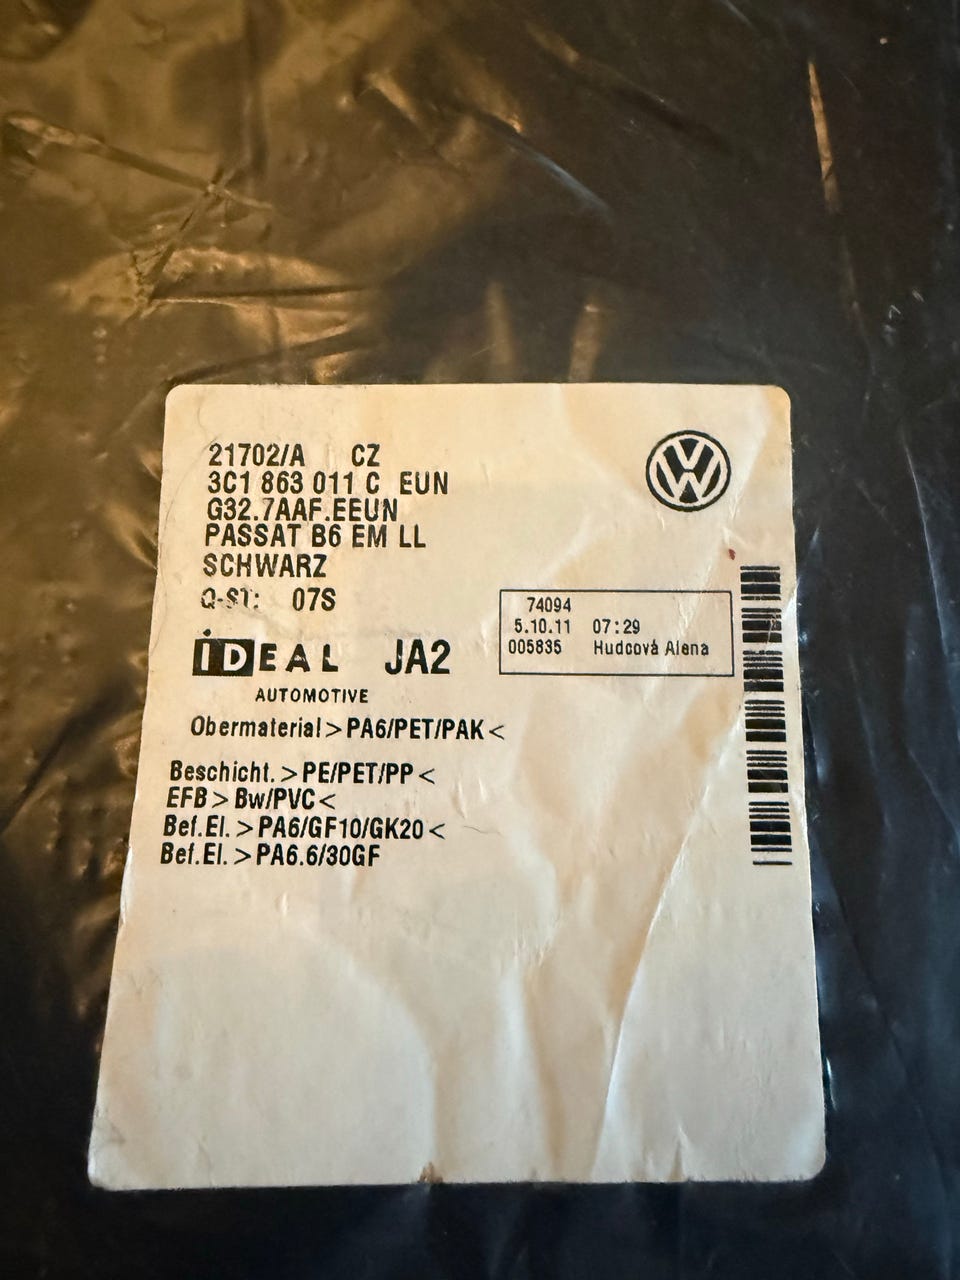 21702/A CZ
3C1 863 011 C EUN
G32.7AAF.EEUN
PASSAT B6 EM LL
SCHWARZ
Q-ST: 07S
VW
74094
5.10.11 07:29
005835 Hudcová Alena
iDEAL JA2
AUTOMOTIVE
Obermaterial>PA6/PET/PAK<
Beschicht.>PE/PET/PP<
EFB>Bw/PVC<
Bef.El.>PA6/GF10/GK20<
Bef.El.>PA6.6/30GF